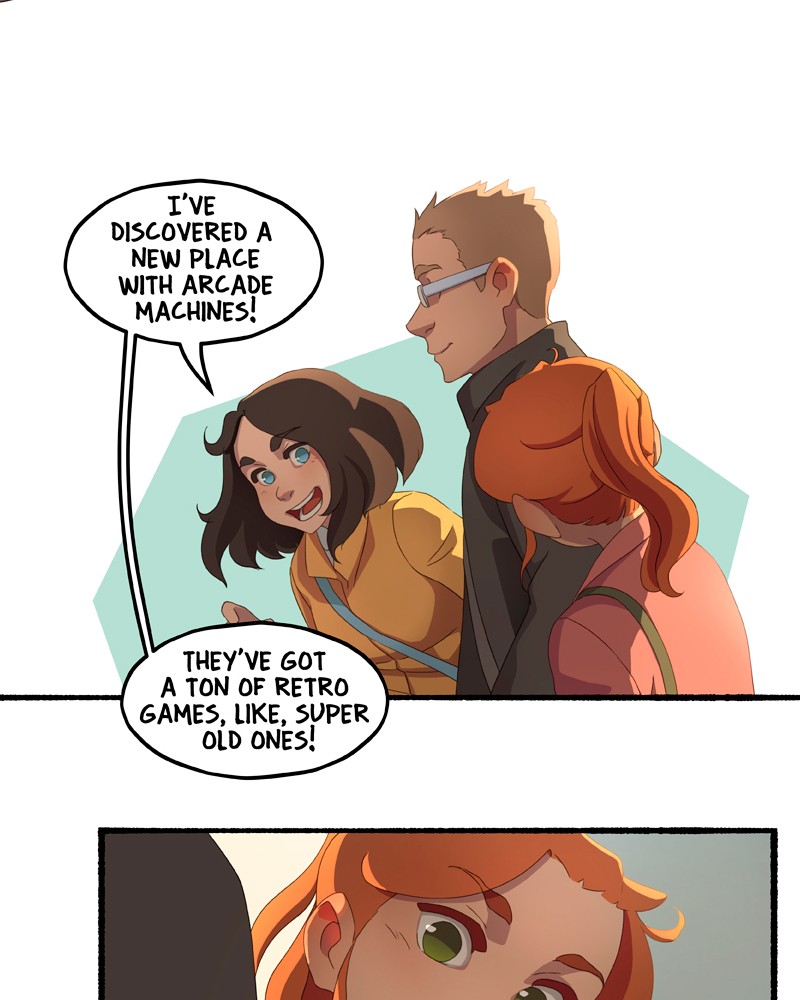 I'VE
DISCOVERED A
NEW PLACE
WITH ARCADE
MACHINES!
THEY'VE GOT
A TON OF RETRO
GAMES, LIKE, SUPER
OLD ONES!